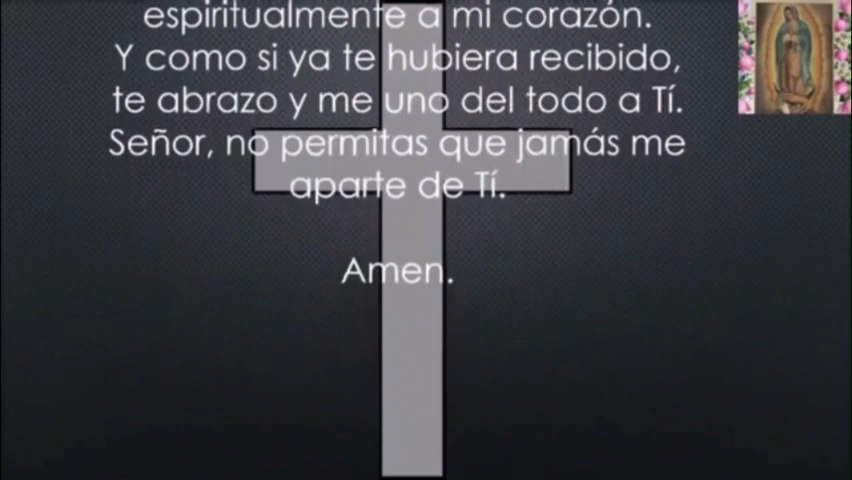 espiritualmente a mi corazón.
Y como si ya te hubiera recibido,
te abrazo y me uno del todo a Tí.
Señor, no permitas que jamás me
aparte de Tí.
Amen.